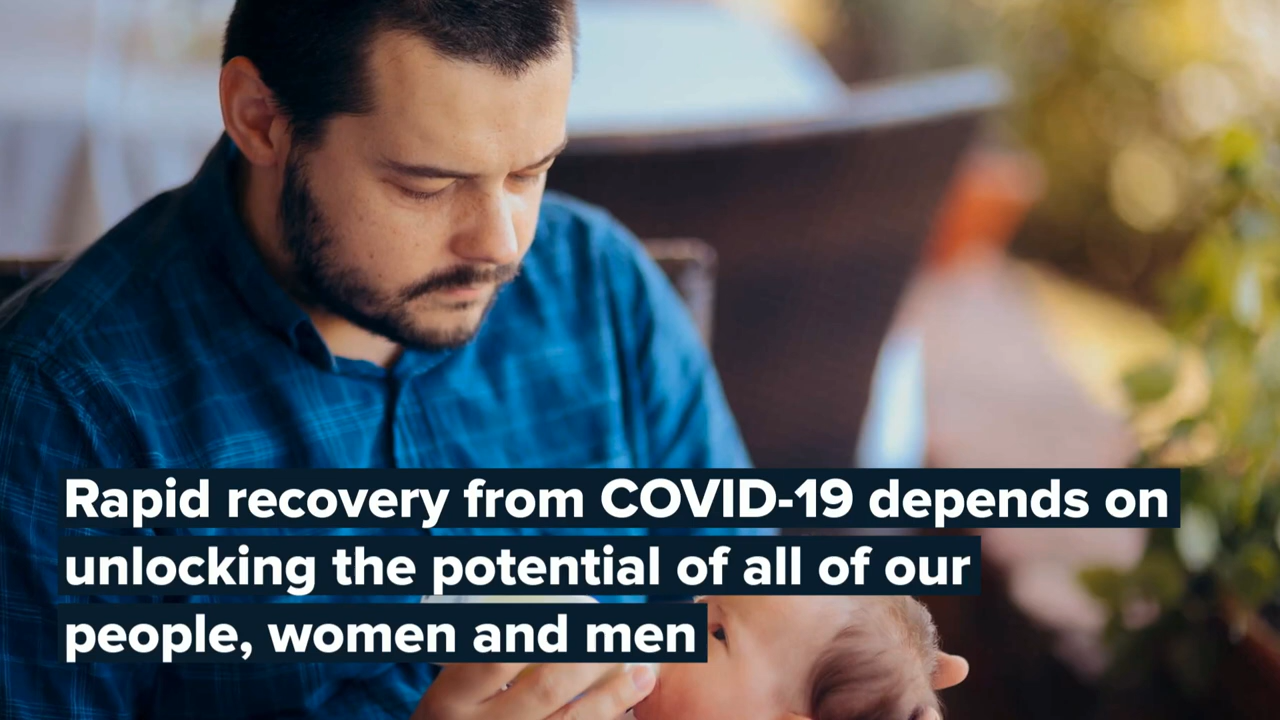 Rapid recovery from COVID-19 depends on
unlocking the potential of all of our
people, women and men